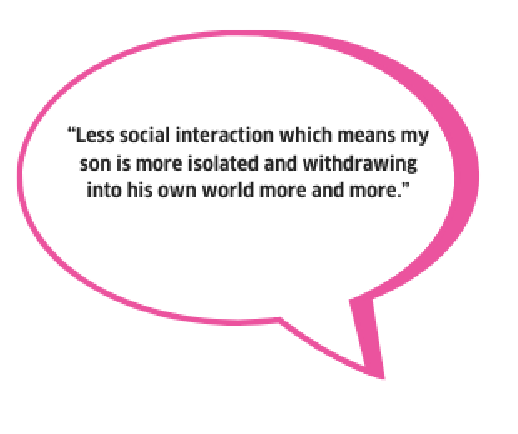 “Less social interaction which means my
son is more isolated and withdrawing
into his own world more and more.”